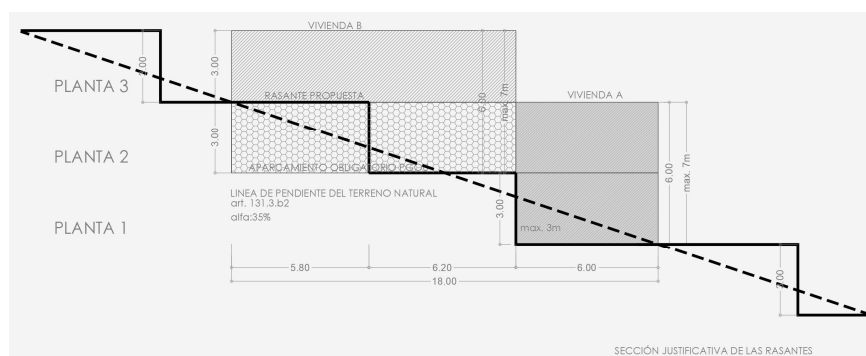 VIVIENDA B
3.00
3.00
PLANTA 3
RASANTE PROPUESTA
6.00
max. 7m
VIVIENDA A
3.00
PLANTA 2
APARCAMIENTO OBLIGATORIO
6.00
max. 7m
LINEA DE PENDIENTE DEL TERRENO NATURAL
art. 131.3.b2
alfa:35%
3.00
PLANTA 1
max. 3m
5.80
6.20
6.00
18.00
3.00
SECCIÓN JUSTIFICATIVA DE LAS RASANTES